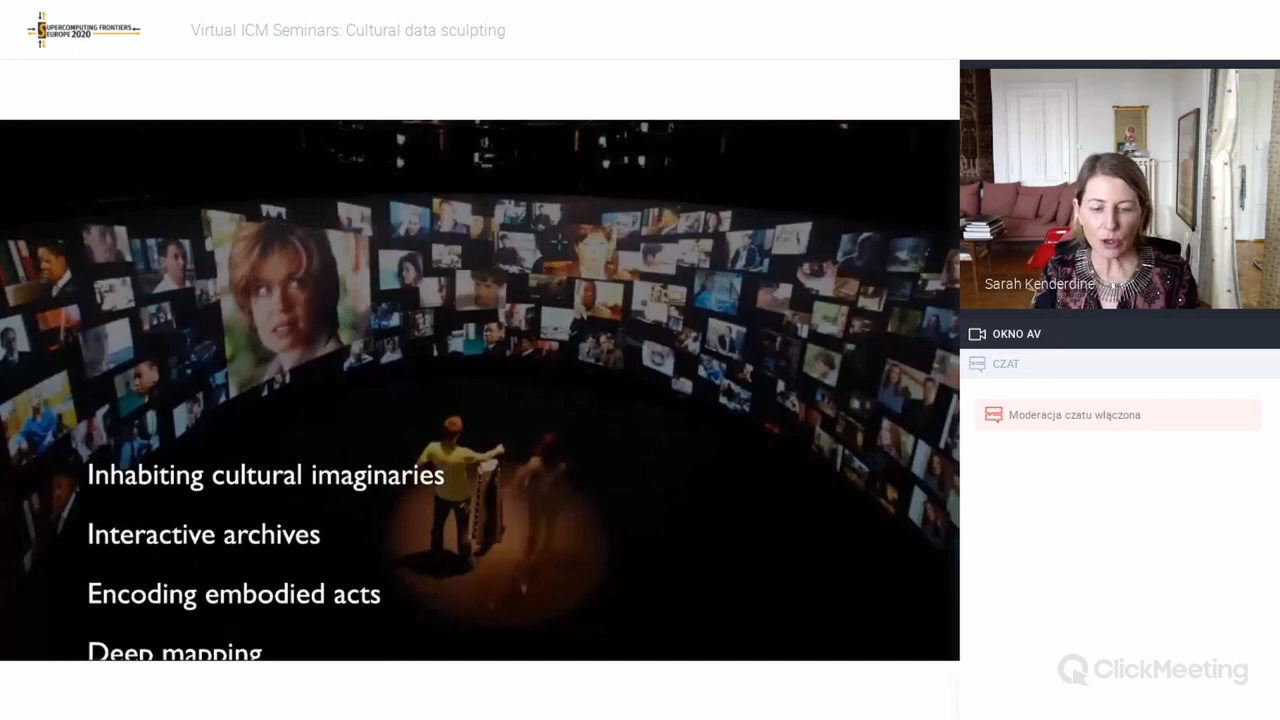 SUPERCOMPUTING FRONTIERS
EUROPE 2020
Virtual ICM Seminars: Cultural data sculpting
Sarah Kenderdine
OKNO AV
CZAT
Moderacja czatu włączona
Inhabiting cultural imaginaries
Interactive archives
Encoding embodied acts
Deep mapping
ClickMeeting